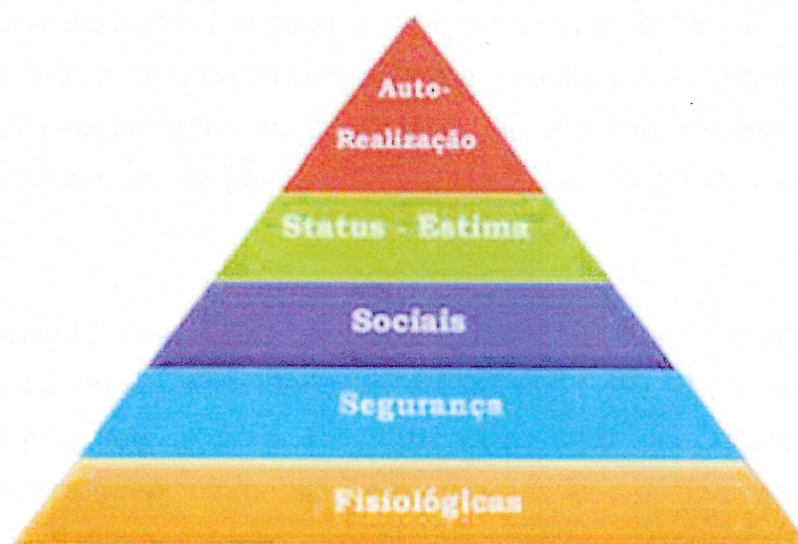 Auto-
Realização
Status - Estima
Sociais
Segurança
Fisiológicas